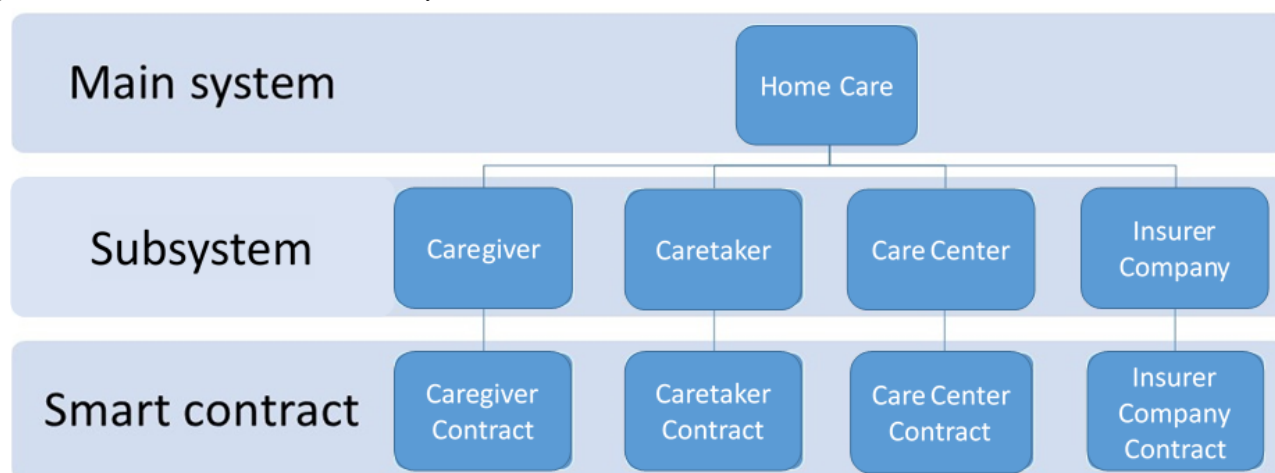 Main system
Home Care
Subsystem
Caregiver
Caretaker
Care Center
Insurer
Company
Smart contract
Caregiver
Contract
Caretaker
Contract
Care Center
Contract
Insurer
Company
Contract